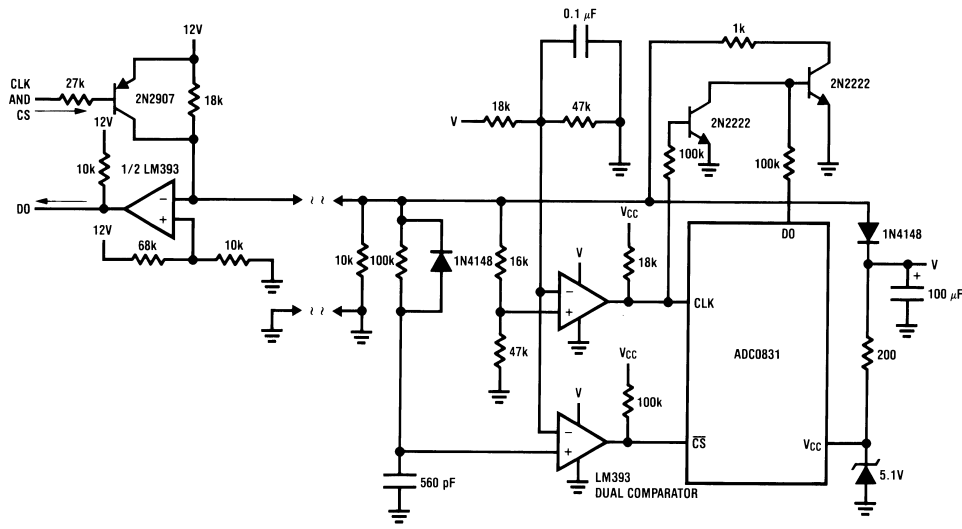 12V
CLK
AND
CS
27k
2N2907
18k
12V
10k
1/2 LM393
DO
12V
68k
10k
−
+
0.1 μF
V
18k
47k
1k
2N2222
2N2222
100k
100k
10k
100k
1N4148
16k
47k
560 pF
V
−
+
VCC
18k
CLK
DO
ADC0831
CS
VCC
V
−
+
VCC
100k
LM393
DUAL COMPARATOR
1N4148
V
+
100 μF
200
5.1V